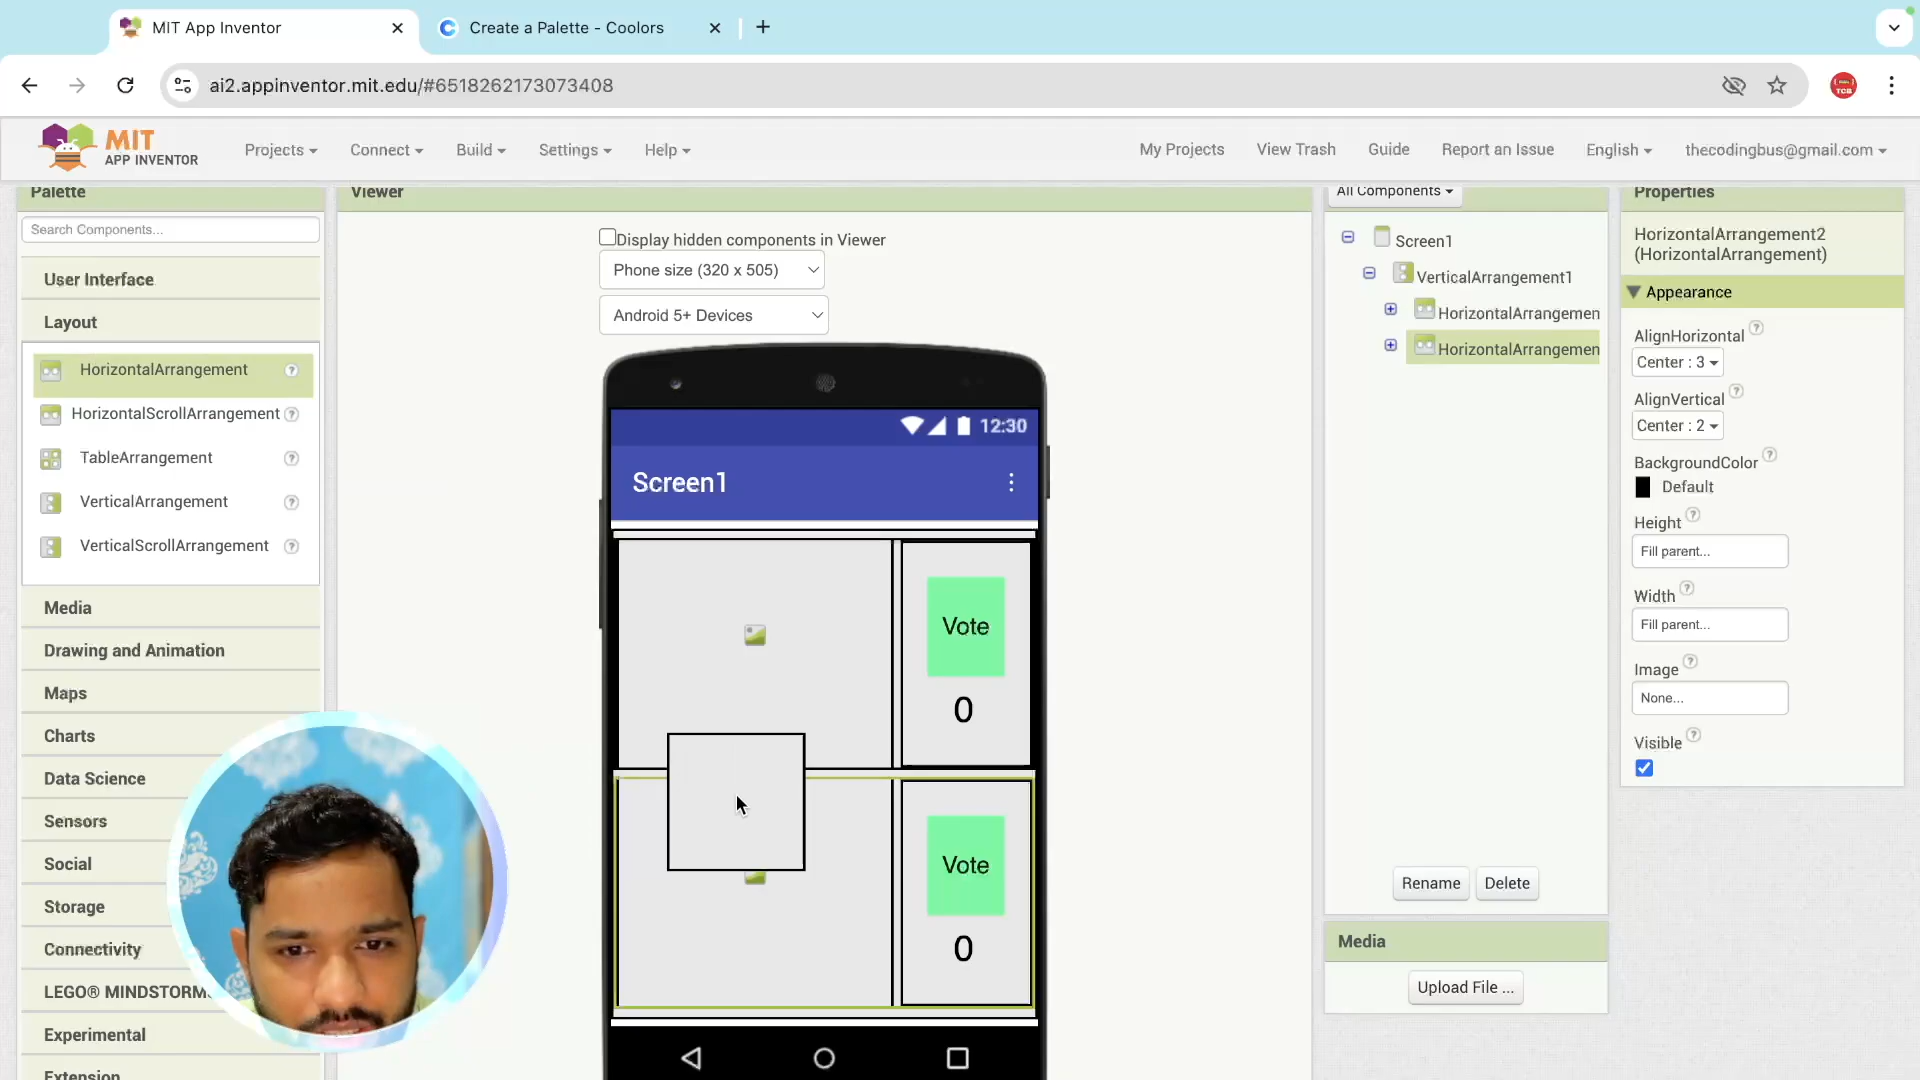 MIT App Inventor
Create a Palette - Coolors
ai2.appinventor.mit.edu/#6518262173073408
TCB
MIT
APP INVENTOR
Projects
Connect
Build
Settings
Help
My Projects
View Trash
Guide
Report an Issue
English
thecodingbus@gmail.com
Palette
Search Components...
User Interface
Layout
HorizontalArrangement
HorizontalScrollArrangement
TableArrangement
VerticalArrangement
VerticalScrollArrangement
Media
Drawing and Animation
Maps
Charts
Data Science
Sensors
Social
Storage
Connectivity
LEGO® MINDSTORM
Experimental
Extension
Viewer
Display hidden components in Viewer
Phone size (320 x 505)
Android 5+ Devices
12:30
Screen1
Vote
0
Vote
0
All Components
Screen1
VerticalArrangement1
HorizontalArrangemen
HorizontalArrangemen
Rename
Delete
Media
Upload File ...
Properties
HorizontalArrangement2
(HorizontalArrangement)
Appearance
AlignHorizontal
Center : 3
AlignVertical
Center : 2
BackgroundColor
Default
Height
Fill parent...
Width
Fill parent...
Image
None...
Visible